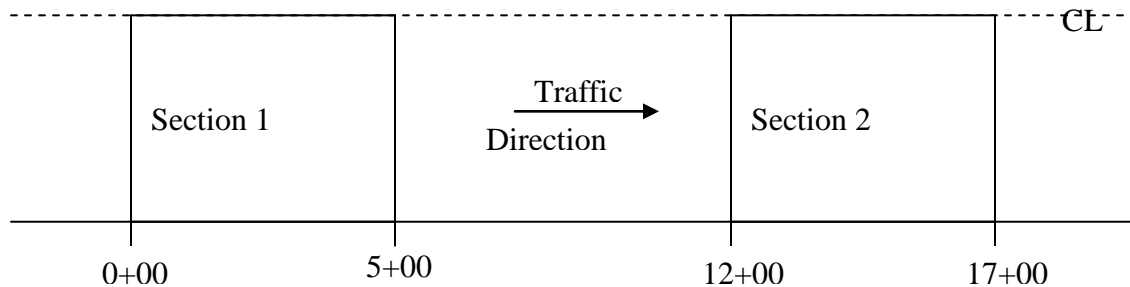 CL
Traffic
Section 1
Section 2
Direction
0+00
5+00
12+00
17+00